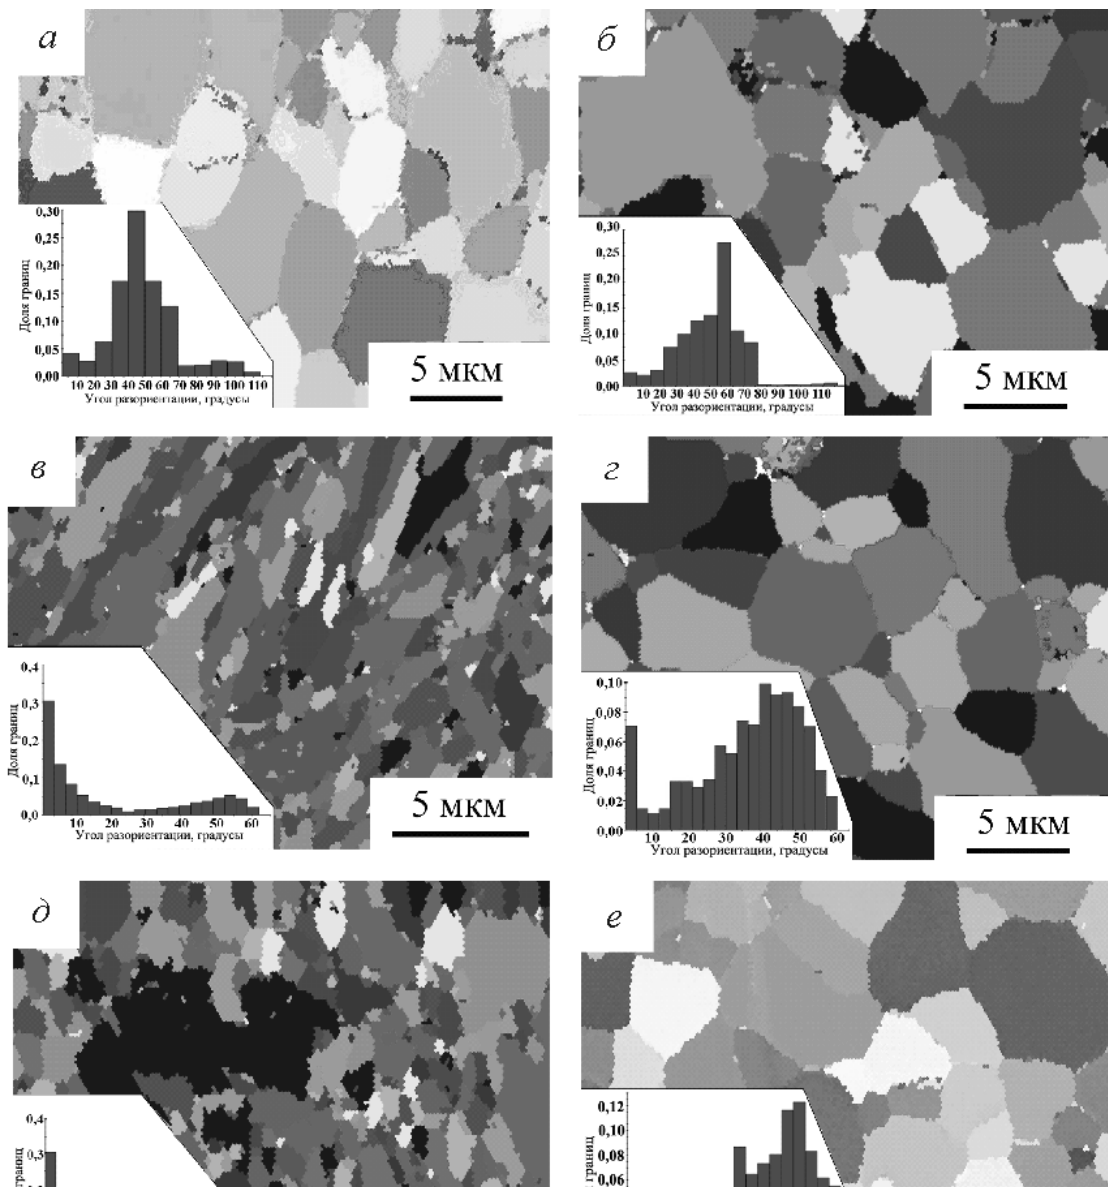 а
0,30
0,25
0,20
0,15
0,10
0,05
0,00
Доля границ
10 20 30 40 50 60 70 80 90 100 110
Угол разориентации, градусы
5 мкм
б
0,30
0,25
0,20
0,15
0,10
0,05
0,00
Доля границ
10 20 30 40 50 60 70 80 90 100 110
Угол разориентации, градусы
5 мкм
в
0,4
0,3
0,2
0,1
0,0
Доля границ
10 20 30 40 50 60
Угол разориентации, градусы
5 мкм
г
0,10
0,08
0,06
0,04
0.02
0,00
Доля границ
10 20 30 40 50 60
Угол разориентации, градусы
5 мкм
д
0,4
0,3
границ
е
0,12
0,10
0,08
0,06
границ